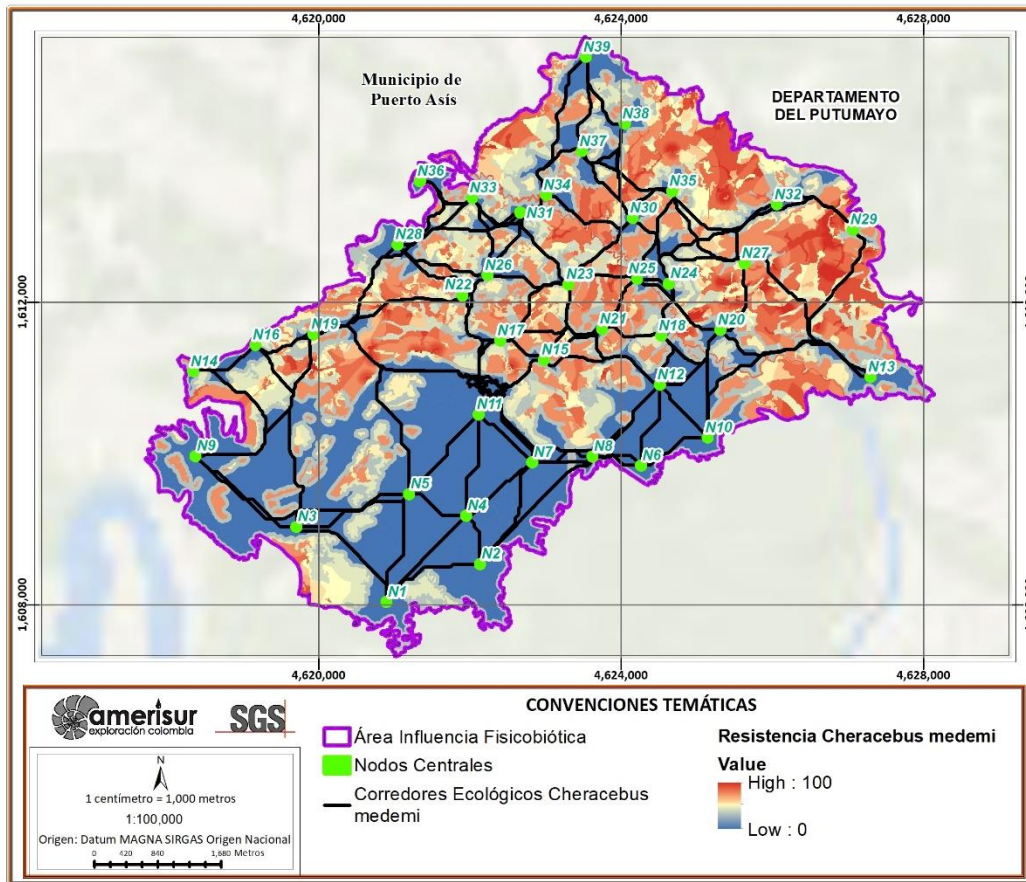 4,620,000
4,624,000
4,628,000
N39
Municipio de
Puerto Asís
DEPARTAMENTO
DEL PUTUMAYO
N38
N37
N36
N33
N34
N35
N31
N30
N32
N29
N28
N27
N26
N25
N24
N23
N22
1,612,000
N21
N20
N19
N18
N17
N16
N15
N14
N13
N12
N11
N10
N9
N8
N7
N6
N5
N4
N3
N2
N1
1,608,000
4,620,000
4,624,000
4,628,000
amerisur
exploración colombia
SGS
N
1 centímetro = 1,000 metros
1:100,000
Origen: Datum MAGNA SIRGAS Origen Nacional
0 420 840 1,680 Metros
CONVENCIONES TEMÁTICAS
Área Influencia Fisicobiótica
Nodos Centrales
Corredores Ecológicos Cheracebus
medemi
Resistencia Cheracebus medemi
Value
High : 100
Low : 0